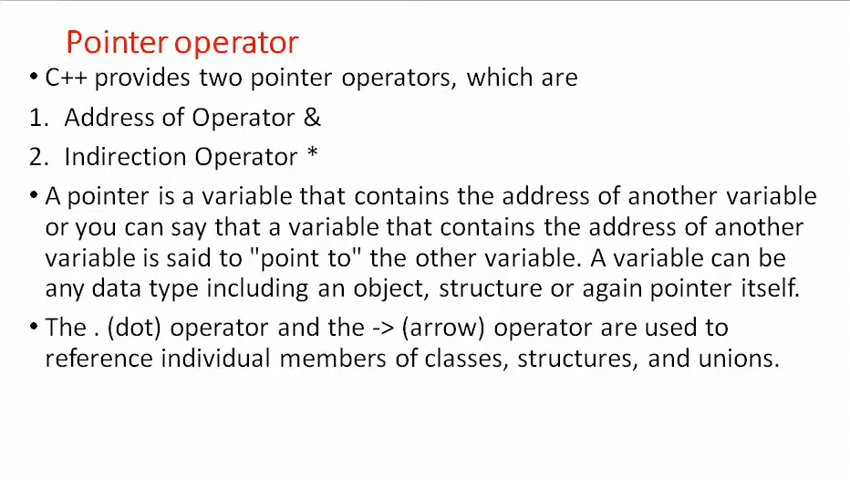 Pointer operator
• C++ provides two pointer operators, which are
1. Address of Operator &
2. Indirection Operator *
• A pointer is a variable that contains the address of another variable
or you can say that a variable that contains the address of another
variable is said to "point to" the other variable. A variable can be
any data type including an object, structure or again pointer itself.
• The . (dot) operator and the -> (arrow) operator are used to
reference individual members of classes, structures, and unions.